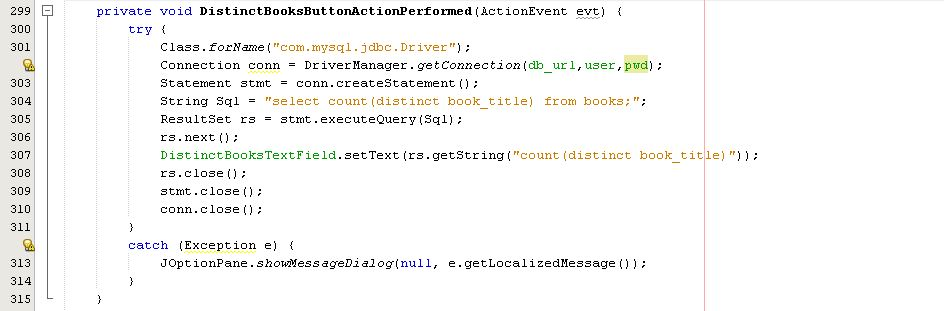 299 private void DistinctBooksButtonActionPerformed(ActionEvent evt) {
300 try {
301 Class.forName("com.mysql.jdbc.Driver");
Connection conn = DriverManager.getConnection(db_url,user,pwd);
303 Statement stmt = conn.createStatement();
304 String Sql = "select count(distinct book_title) from books;";
305 ResultSet rs = stmt.executeQuery(Sql);
306 rs.next();
307 DistinctBooksTextField.setText(rs.getString("count(distinct book_title)"));
308 rs.close();
309 stmt.close();
310 conn.close();
311 }
catch (Exception e) {
313 JOptionPane.showMessageDialog(null, e.getLocalizedMessage());
314 }
315 }